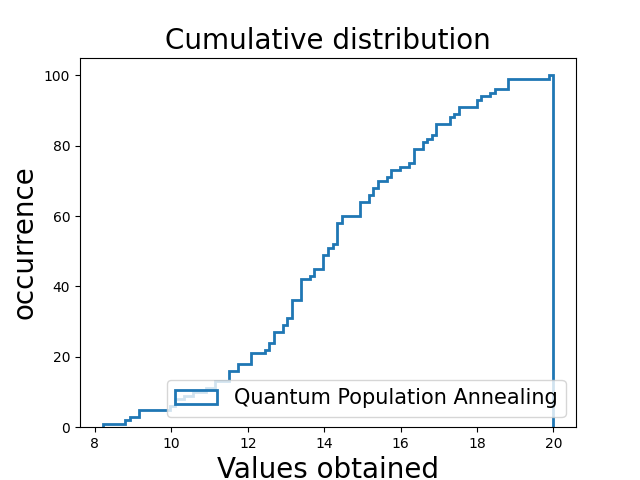 Cumulative distribution
occurrence
100
80
60
40
20
0
Quantum Population Annealing
8 10 12 14 16 18 20
Values obtained